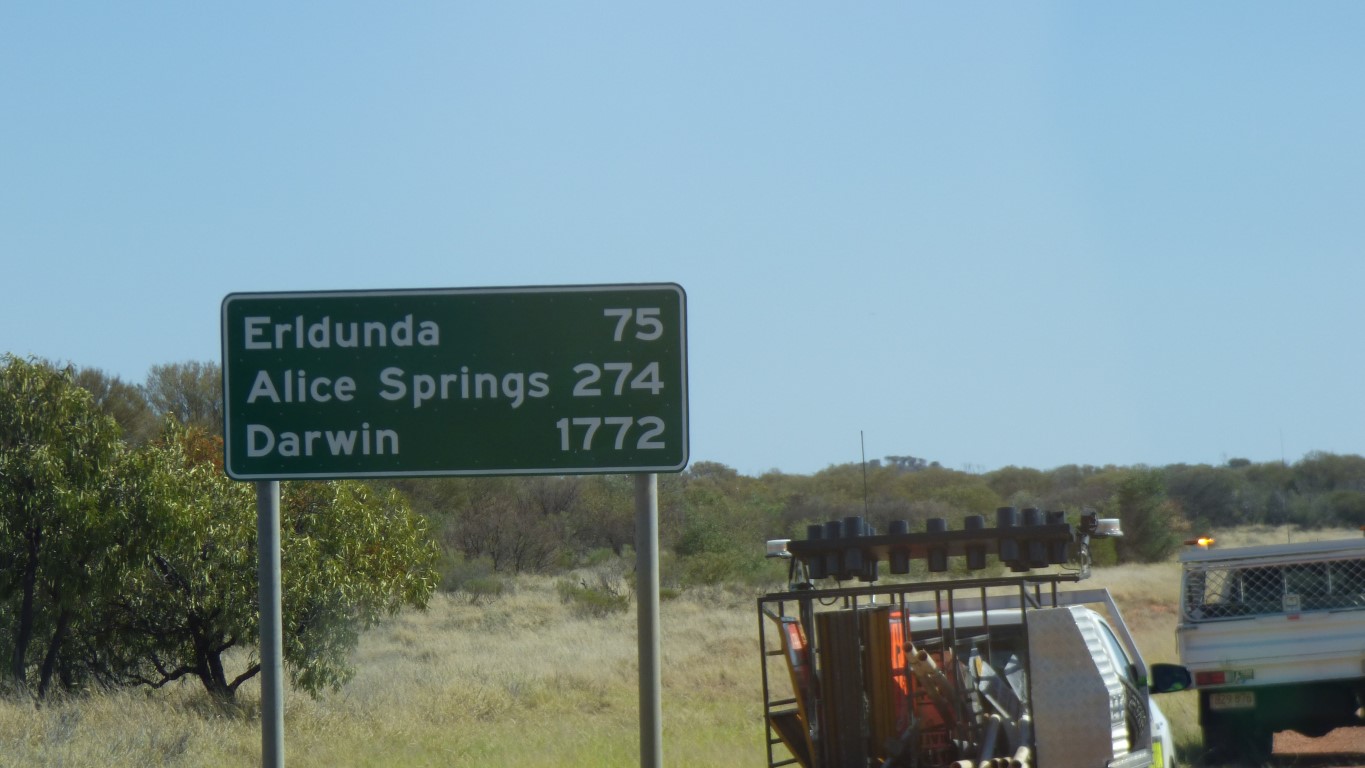 Erldunda 75
Alice Springs 274
Darwin 1772